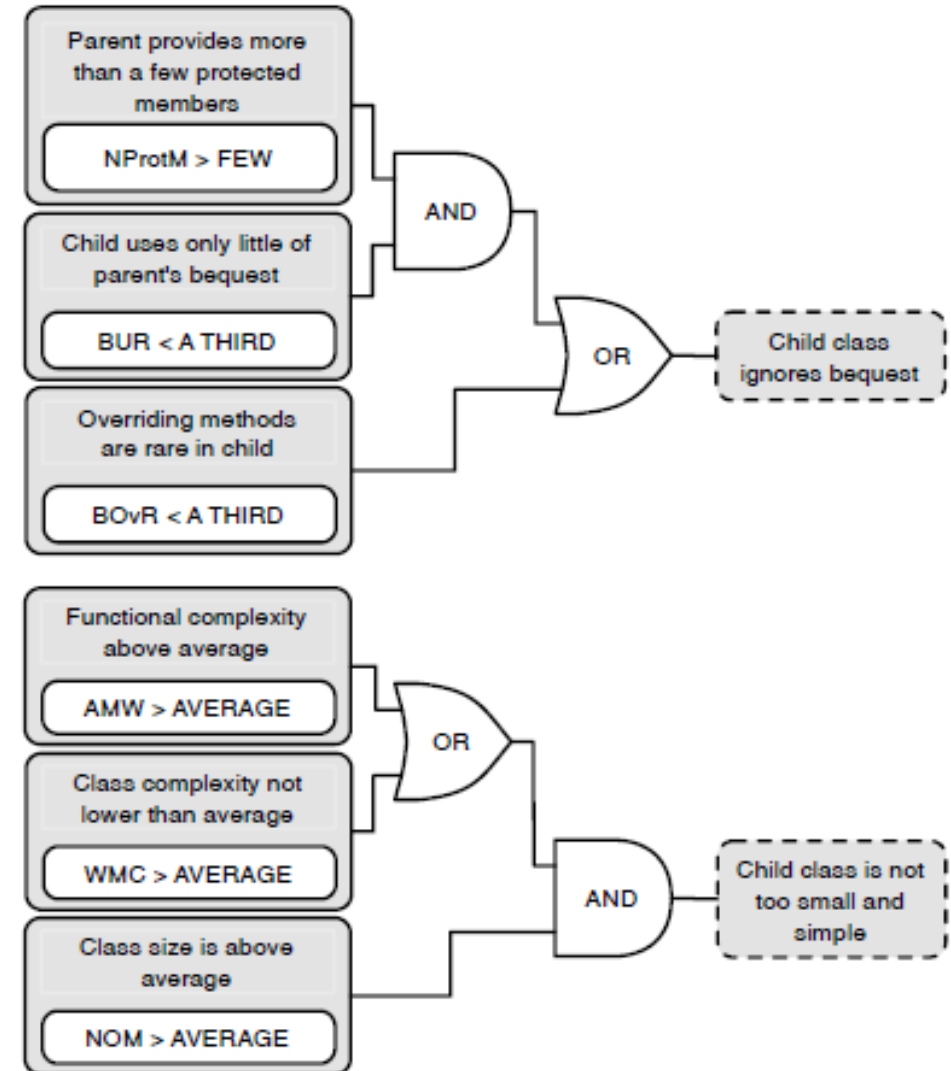 Parent provides more
than a few protected
members
NProtM > FEW
AND
Child uses only little of
parent's bequest
BUR < A THIRD
OR
Child class
ignores bequest
Overriding methods
are rare in child
BOvR < A THIRD
Functional complexity
above average
AMW > AVERAGE
OR
Class complexity not
lower than average
WMC > AVERAGE
AND
Child class is not
too small and
simple
Class size is above
average
NOM > AVERAGE